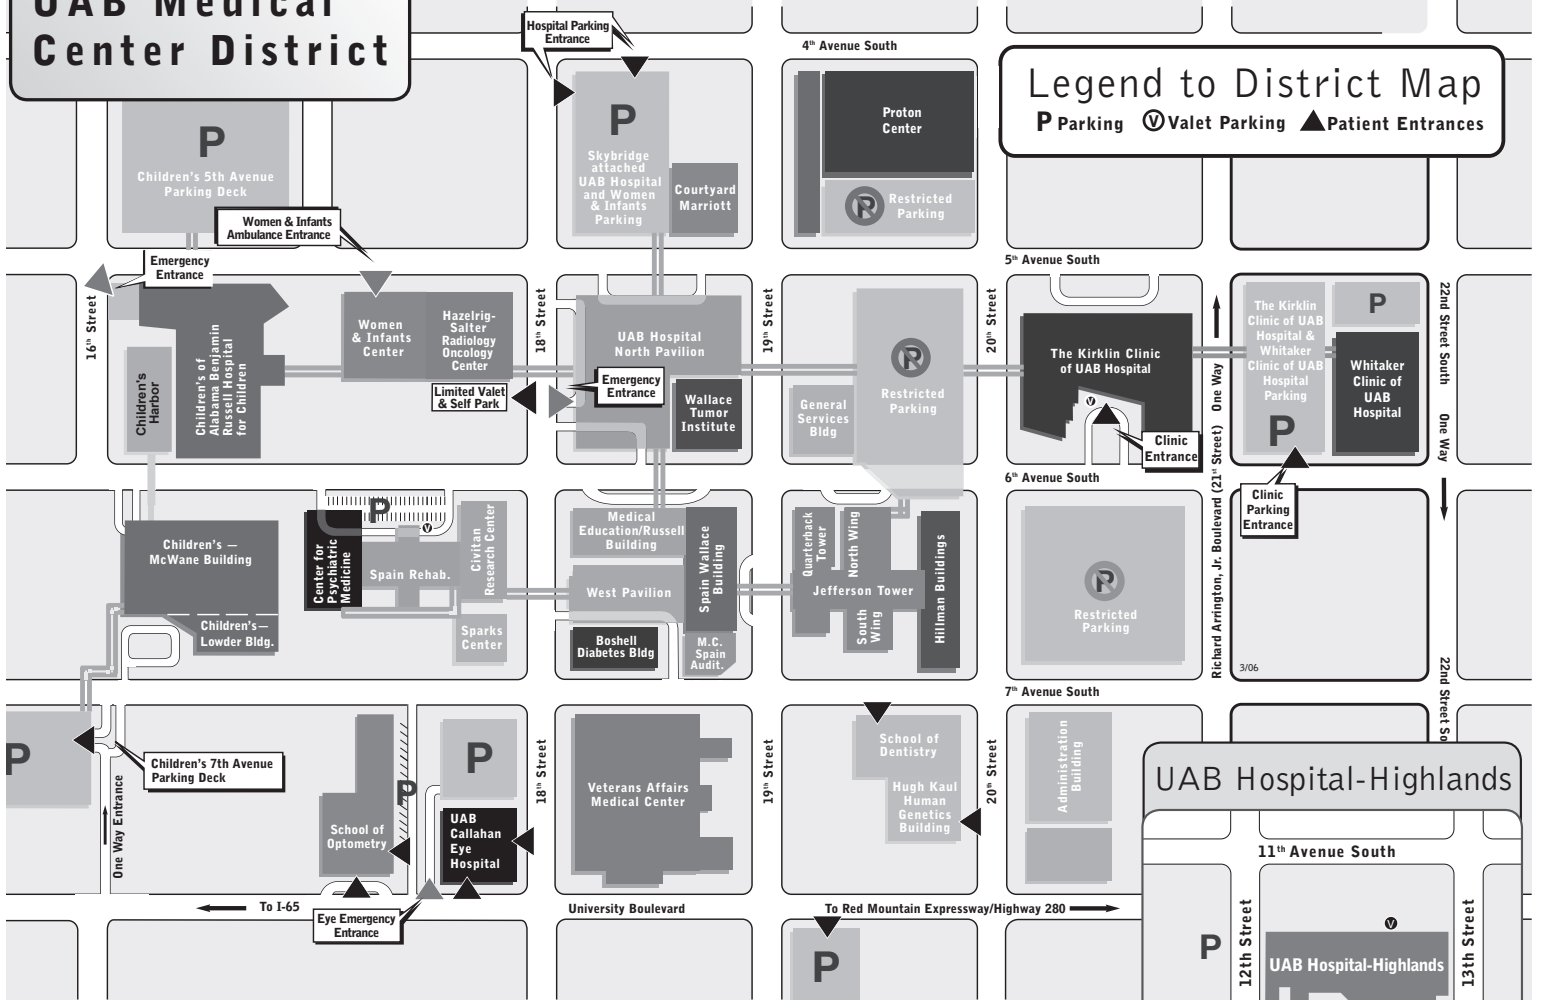 UAB Medical
Center District
Hospital Parking
Entrance
4th Avenue South
Legend to District Map
P Parking
V Valet Parking
Patient Entrances
P
Children's 5th Avenue
Parking Deck
P
Skybridge
attached
UAB Hospital
and Women
& Infants
Parking
Courtyard
Marriott
Proton
Center
P
Restricted
Parking
Women & Infants
Ambulance Entrance
Emergency
Entrance
5th Avenue South
16th Street
Children's
Harbor
Children's of
Alabama Benjamin
Russell Hospital
for Children
Women
& Infants
Center
Hazelrig-
Salter
Radiology
Oncology
Center
18th Street
Limited Valet
& Self Park
UAB Hospital
North Pavilion
Emergency
Entrance
Wallace
Tumor
Institute
19th Street
General
Services
Bldg
P
Restricted
Parking
20th Street
The Kirklin Clinic
of UAB Hospital
V
Clinic
Entrance
One Way
Richard Arrington, Jr. Boulevard (21st Street)
The Kirklin
Clinic of UAB
Hospital &
Whitaker
Clinic of UAB
Hospital
Parking
P
P
Whitaker
Clinic of
UAB
Hospital
22nd Street South
One Way
6th Avenue South
Clinic
Parking
Entrance
Children's —
McWane Building
Children's—
Lowder Bldg.
P
V
Center for
Psychiatric
Medicine
Spain Rehab.
Civitan
Research Center
Sparks
Center
Medical
Education/Russell
Building
West Pavilion
Spain Wallace
Building
Boshell
Diabetes Bldg
M.C.
Spain
Audit.
Quarterback
Tower
North Wing
Jefferson Tower
South
Wing
Hillman Buildings
P
Restricted
Parking
3/06
22nd Street So
7th Avenue South
P
Children's 7th Avenue
Parking Deck
One Way Entrance
School of
Optometry
P
P
UAB
Callahan
Eye
Hospital
18th Street
Veterans Affairs
Medical Center
19th Street
School of
Dentistry
Hugh Kaul
Human
Genetics
Building
20th Street
Administration
Building
To I-65
Eye Emergency
Entrance
University Boulevard
To Red Mountain Expressway/Highway 280
P
UAB Hospital-Highlands
11th Avenue South
P
12th Street
V
UAB Hospital-Highlands
13th Street